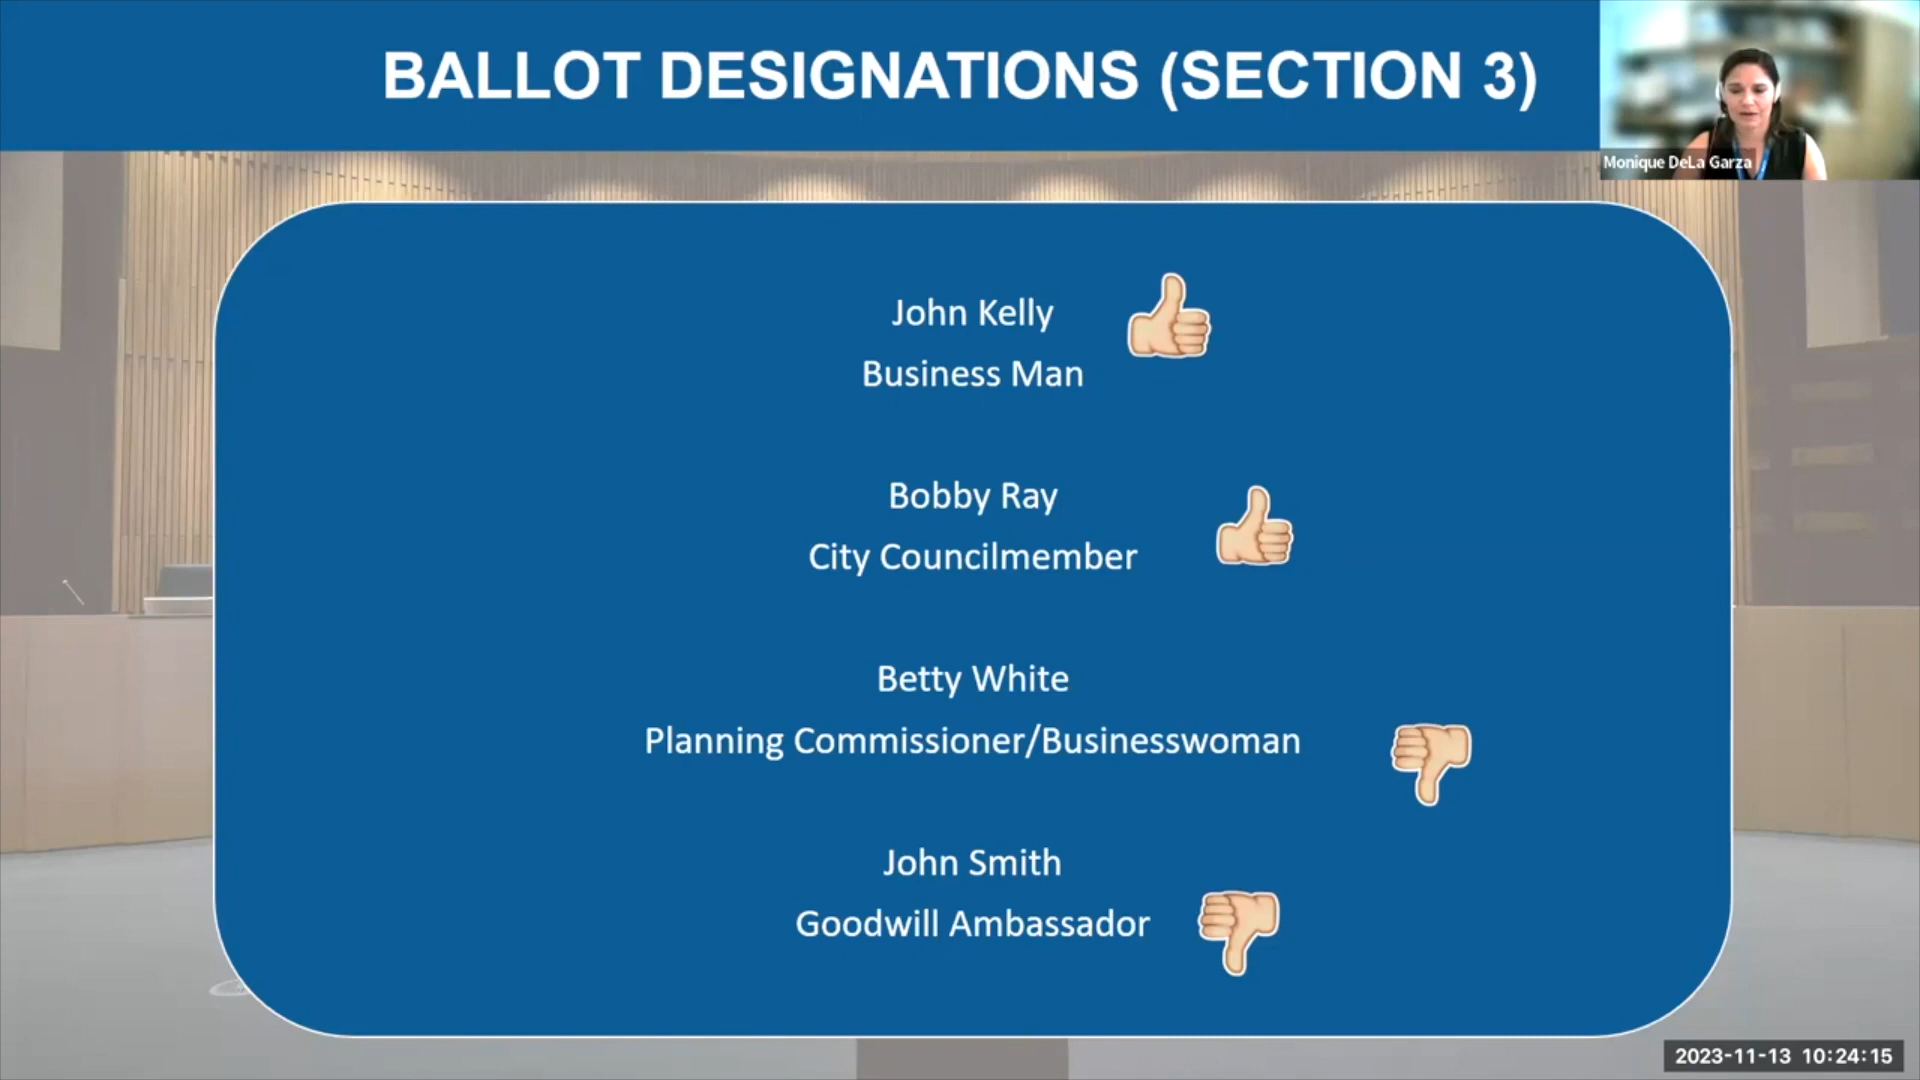 BALLOT DESIGNATIONS (SECTION 3)
Monique DeLa Garza
John Kelly
Business Man
Bobby Ray
City Councilmember
Betty White
Planning Commissioner/Businesswoman
John Smith
Goodwill Ambassador
2023-11-13 10:24:15